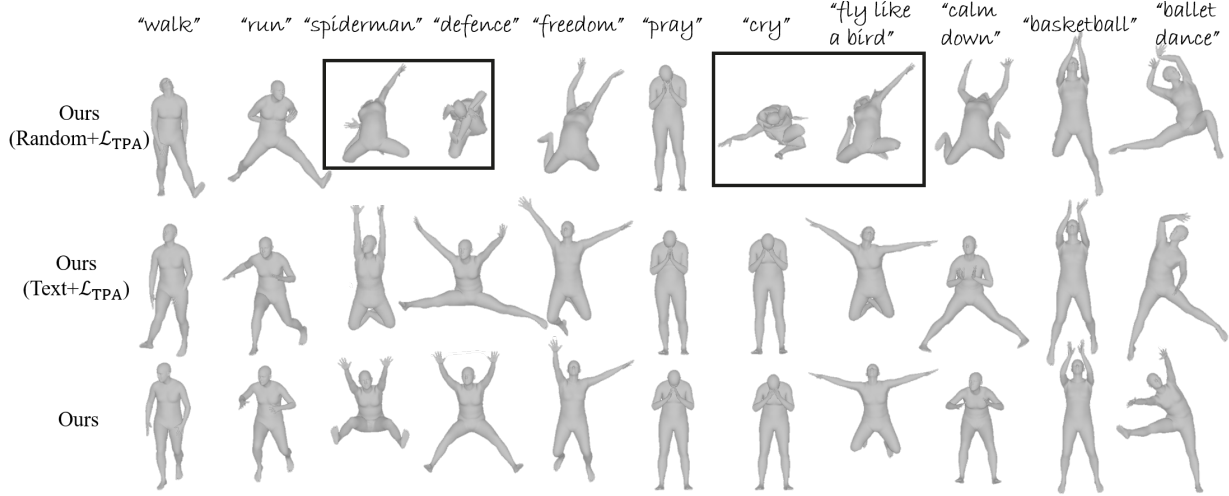 “walk” “run” “spiderman” “defence” “freedom” “pray” “cry” “fly like a bird” “calm down” “basketball” “ballet dance”
Ours
(Random+ℒTPA)
Ours
(Text+ℒTPA)
Ours